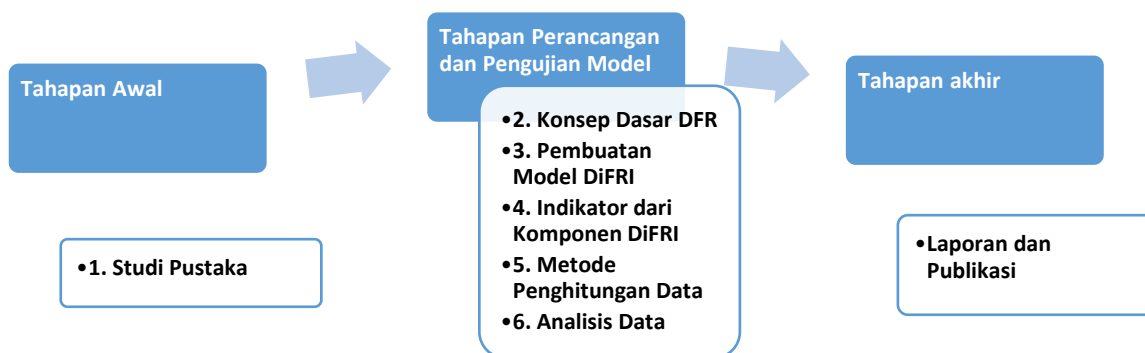 Tahapan Awal
•1. Studi Pustaka
Tahapan Perancangan
dan Pengujian Model
•2. Konsep Dasar DFR
•3. Pembuatan
Model DiFRI
•4. Indikator dari
Komponen DiFRI
•5. Metode
Penghitungan Data
•6. Analisis Data
Tahapan akhir
•Laporan dan
Publikasi